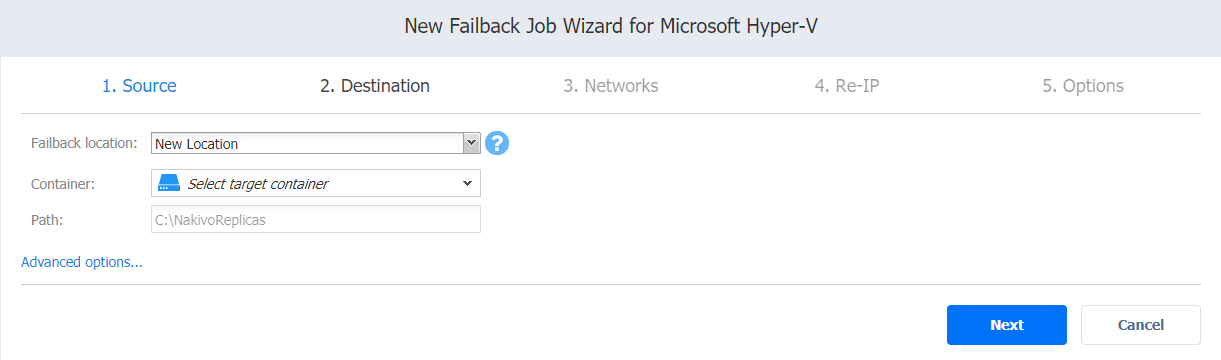 New Failback Job Wizard for Microsoft Hyper-V
1. Source 2. Destination 3. Networks 4. Re-IP 5. Options
Failback location: New Location ?
Container: Select target container
Path: C:\NakivoReplicas
Advanced options...
Next Cancel